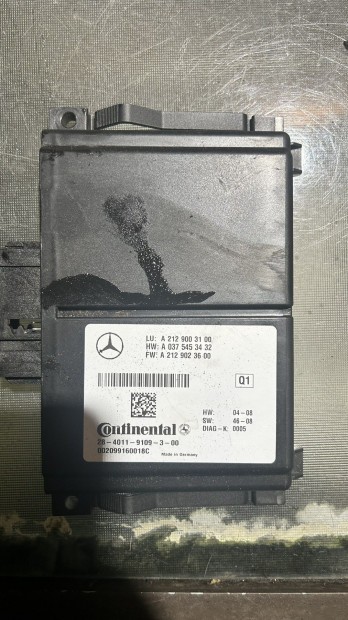 LU: A 212 900 31 00
HW: A 037 545 34 32
FW: A 212 902 36 00
Q1
HW: 04-08
SW: 46-08
DIAG-K: 0005
Continental
28-4011-9109-3-00
002099160018C
Made in Germany